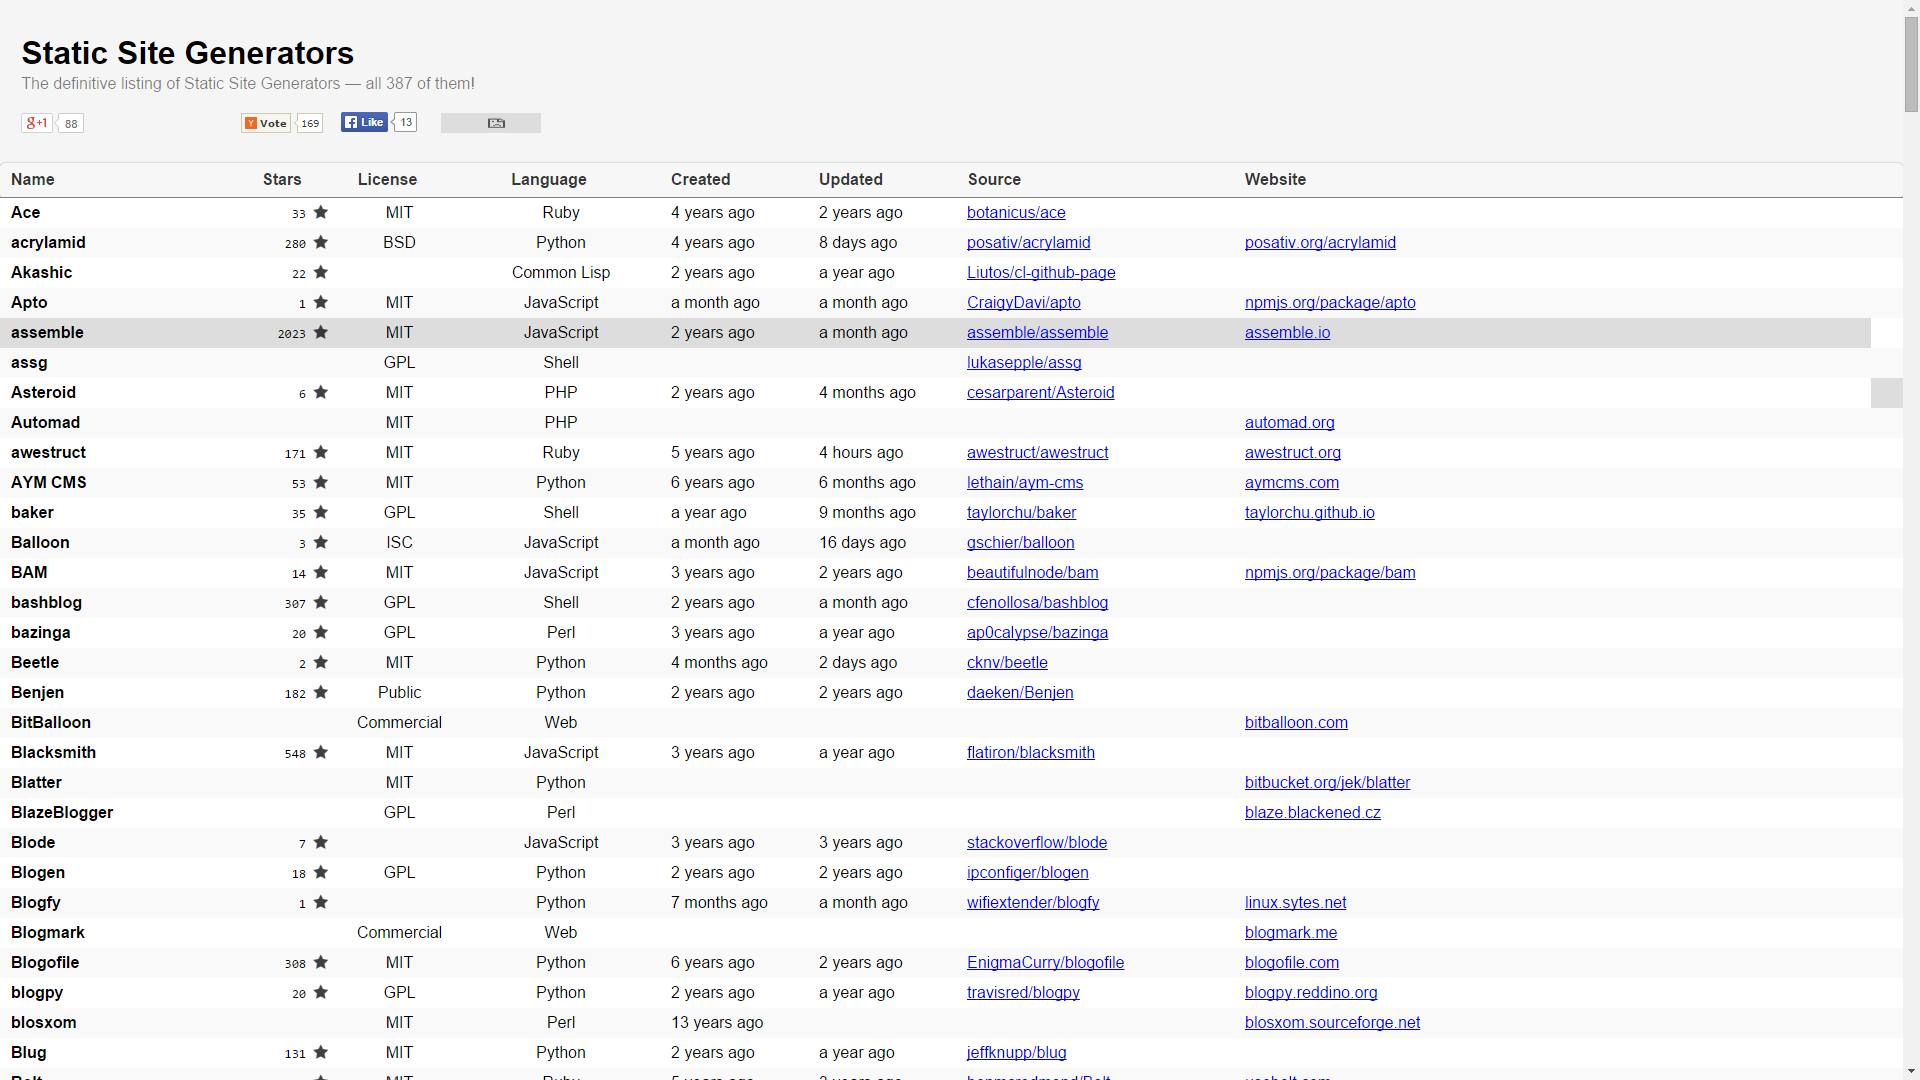 Static Site Generators
The definitive listing of Static Site Generators — all 387 of them!
g+1 88 Y Vote 169 f Like 13
Name Stars License Language Created Updated Source Website
Ace 33 MIT Ruby 4 years ago 2 years ago botanicus/ace
acrylamid 280 BSD Python 4 years ago 8 days ago posativ/acrylamid posativ.org/acrylamid
Akashic 22 Common Lisp 2 years ago a year ago Liutos/cl-github-page
Apto 1 MIT JavaScript a month ago a month ago CraigyDavi/apto npmjs.org/package/apto
assemble 2023 MIT JavaScript 2 years ago a month ago assemble/assemble assemble.io
assg GPL Shell lukasepple/assg
Asteroid 6 MIT PHP 2 years ago 4 months ago cesarparent/Asteroid
Automad MIT PHP automad.org
awestruct 171 MIT Ruby 5 years ago 4 hours ago awestruct/awestruct awestruct.org
AYM CMS 53 MIT Python 6 years ago 6 months ago lethain/aym-cms aymcms.com
baker 35 GPL Shell a year ago 9 months ago taylorchu/baker taylorchu.github.io
Balloon 3 ISC JavaScript a month ago 16 days ago gschier/balloon
BAM 14 MIT JavaScript 3 years ago 2 years ago beautifulnode/bam npmjs.org/package/bam
bashblog 307 GPL Shell 2 years ago a month ago cfenollosa/bashblog
bazinga 20 GPL Perl 3 years ago a year ago ap0calypse/bazinga
Beetle 2 MIT Python 4 months ago 2 days ago cknv/beetle
Benjen 182 Public Python 2 years ago 2 years ago daeken/Benjen
BitBalloon Commercial Web bitballoon.com
Blacksmith 548 MIT JavaScript 3 years ago a year ago flatiron/blacksmith
Blatter MIT Python bitbucket.org/jek/blatter
BlazeBlogger GPL Perl blaze.blackened.cz
Blode 7 JavaScript 3 years ago 3 years ago stackoverflow/blode
Blogen 18 GPL Python 2 years ago 2 years ago ipconfiger/blogen
Blogfy 1 Python 7 months ago a month ago wifiextender/blogfy linux.sytes.net
Blogmark Commercial Web blogmark.me
Blogofile 308 MIT Python 6 years ago 2 years ago EnigmaCurry/blogofile blogofile.com
blogpy 20 GPL Python 2 years ago a year ago travisred/blogpy blogpy.reddino.org
blosxom MIT Perl 13 years ago blosxom.sourceforge.net
Blug 131 MIT Python 2 years ago a year ago jeffknupp/blug